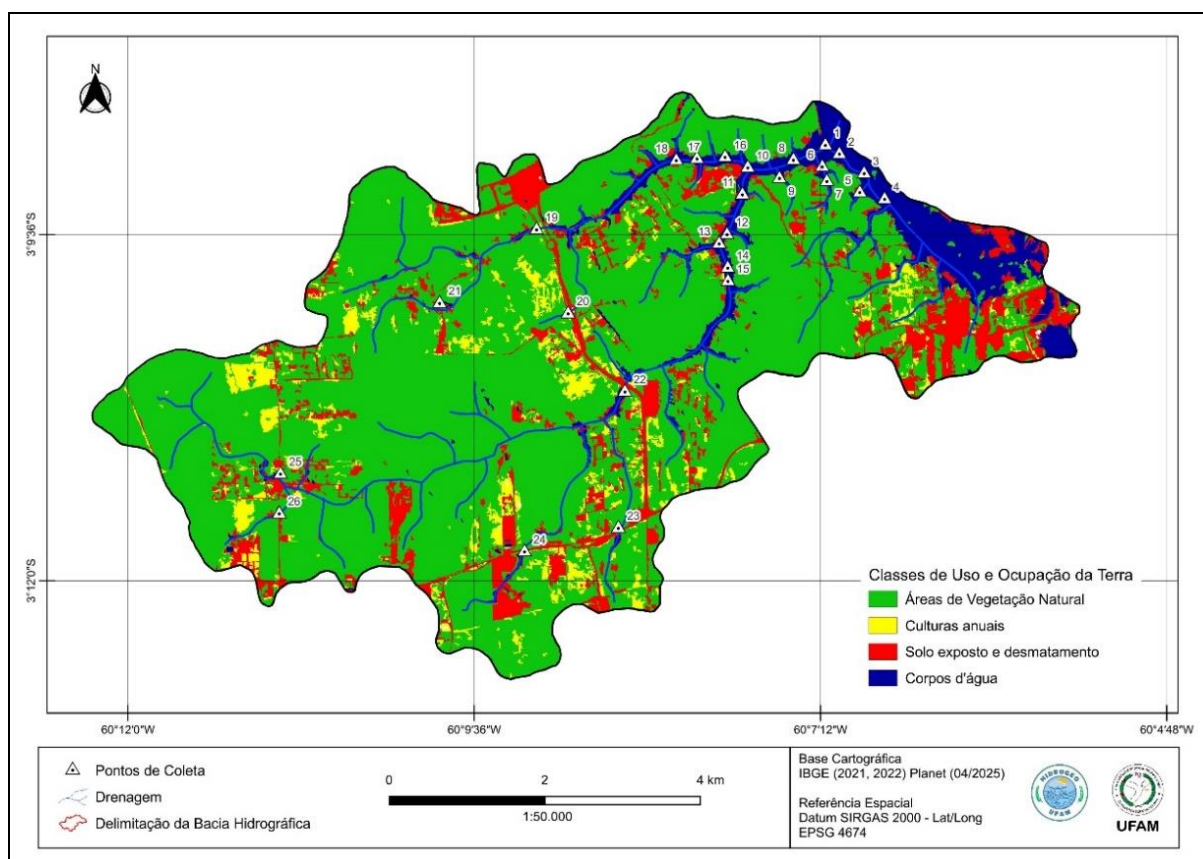 N
1
2
3
4
5
6
7
8
9
10
11
12
13
14
15
16
17
18
19
20
21
22
23
24
25
26
3°9'36"S
3°12'0"S
60°12'0"W
60°9'36"W
60°7'12"W
60°4'48"W
Classes de Uso e Ocupação da Terra
Áreas de Vegetação Natural
Culturas anuais
Solo exposto e desmatamento
Corpos d'água
Pontos de Coleta
Drenagem
Delimitação da Bacia Hidrográfica
0 2 4 km
1:50.000
Base Cartográfica
IBGE (2021, 2022) Planet (04/2025)
Referência Espacial
Datum SIRGAS 2000 - Lat/Long
EPSG 4674
HIDROGEO
UFAM
UFAM